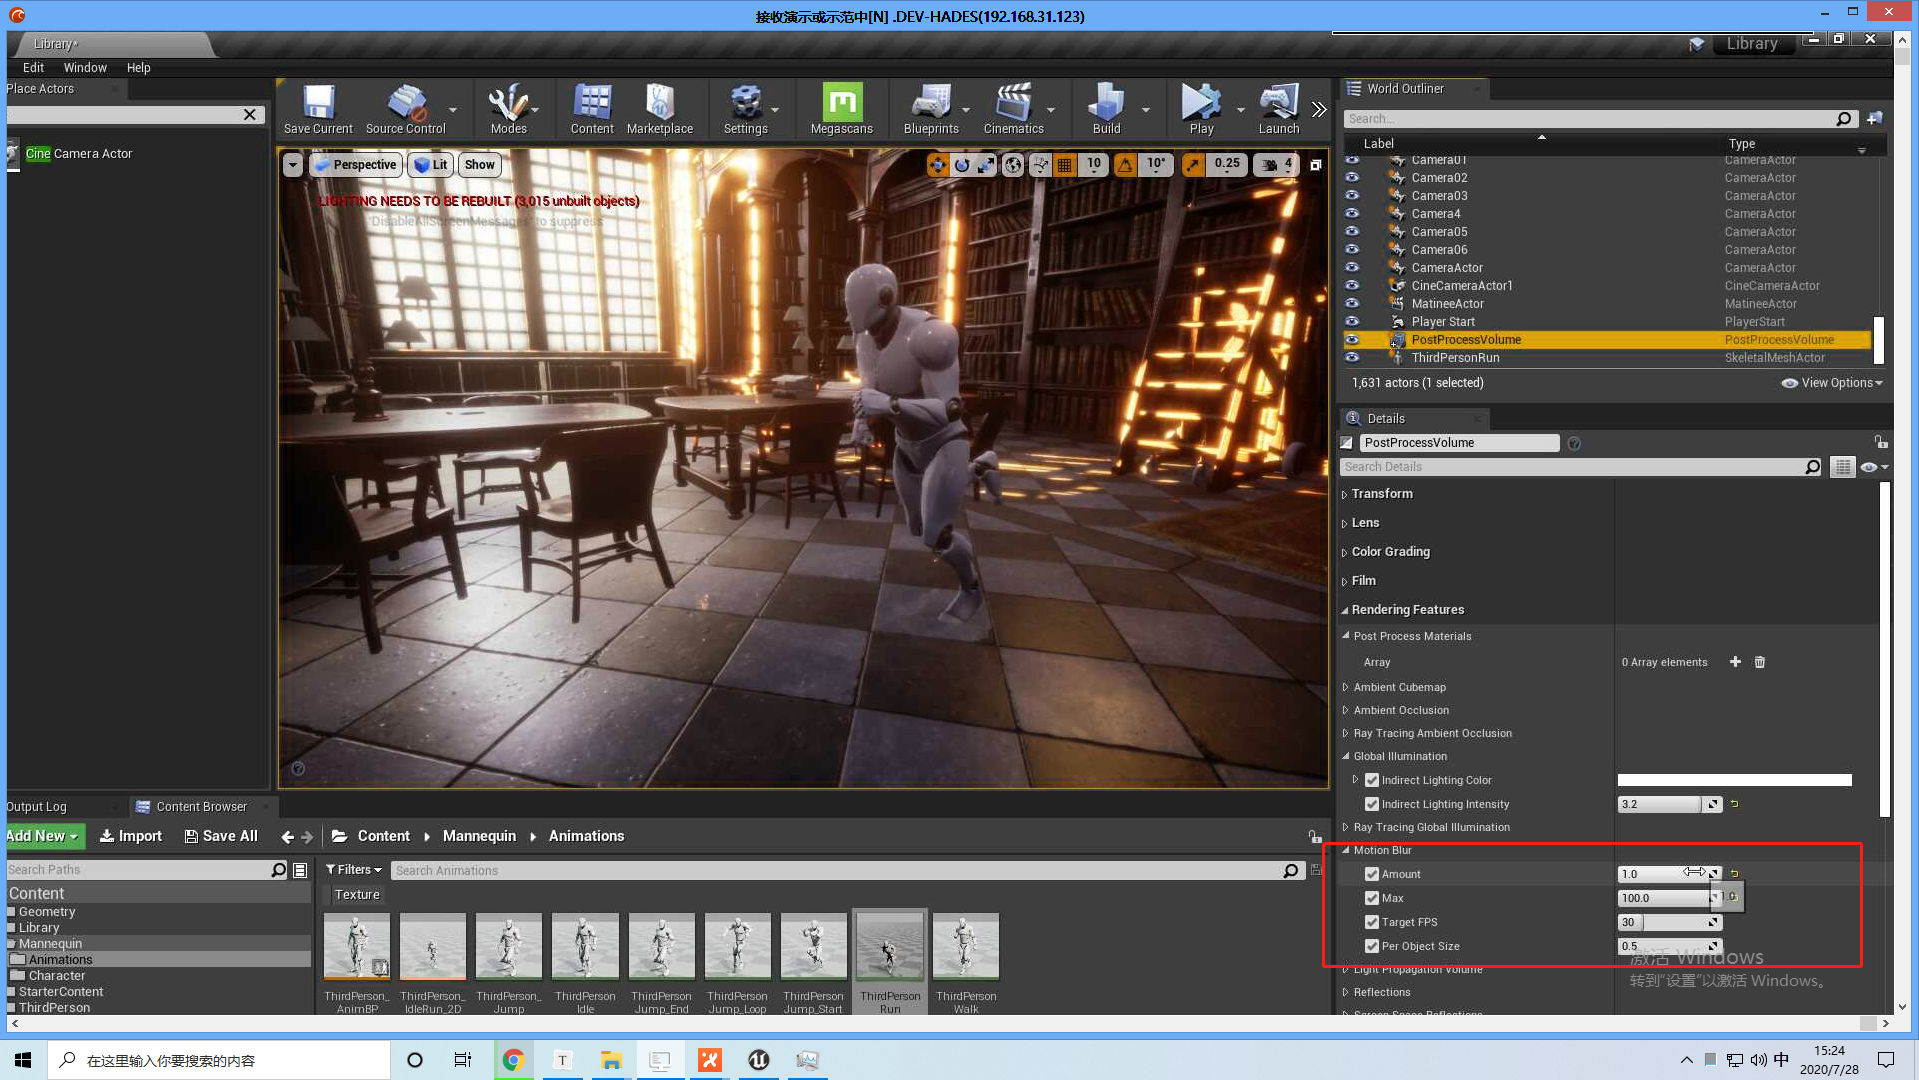 接收演示或示范中[N] .DEV-HADES(192.168.31.123)
Library*
Library
Edit Window Help
Place Actors
Cine Camera Actor
Save Current
Source Control
Modes
Content
Marketplace
Settings
Megascans
Blueprints
Cinematics
Build
Play
Launch
Perspective
Lit
Show
10
10°
0.25
4
LIGHTING NEEDS TO BE REBUILT (3,015 unbuilt objects)
'DisableAllScreenMessages' to suppress
World Outliner
Search...
Label Type
Camera01 CameraActor
Camera02 CameraActor
Camera03 CameraActor
Camera4 CameraActor
Camera05 CameraActor
Camera06 CameraActor
CameraActor CameraActor
CineCameraActor1 CineCameraActor
MatineeActor MatineeActor
Player Start PlayerStart
PostProcessVolume PostProcessVolume
ThirdPersonRun SkeletalMeshActor
1,631 actors (1 selected)
View Options
Details
PostProcessVolume
Search Details
Transform
Lens
Color Grading
Film
Rendering Features
Post Process Materials
Array 0 Array elements
Ambient Cubemap
Ambient Occlusion
Ray Tracing Ambient Occlusion
Global Illumination
Indirect Lighting Color
Indirect Lighting Intensity 3.2
Ray Tracing Global Illumination
Motion Blur
Amount 1.0
Max 100.0
1.0
Target FPS 30
Per Object Size 0.5
Light Propagation Volume
Reflections
Screen Space Reflections
激活 Windows
转到“设置”以激活 Windows。
Output Log
Content Browser
Add New
Import
Save All
Content
Mannequin
Animations
Search Paths
Filters
Search Animations
Texture
Content
Geometry
Library
Mannequin
Animations
Character
StarterContent
ThirdPerson
ThirdPerson_
AnimBP
ThirdPerson_
IdleRun_2D
ThirdPerson_
Jump
ThirdPerson
Idle
ThirdPerson
Jump_End
ThirdPerson
Jump_Loop
ThirdPerson
Jump_Start
ThirdPerson
Run
ThirdPerson
Walk
在这里输入你要搜索的内容
中
15:24
2020/7/28